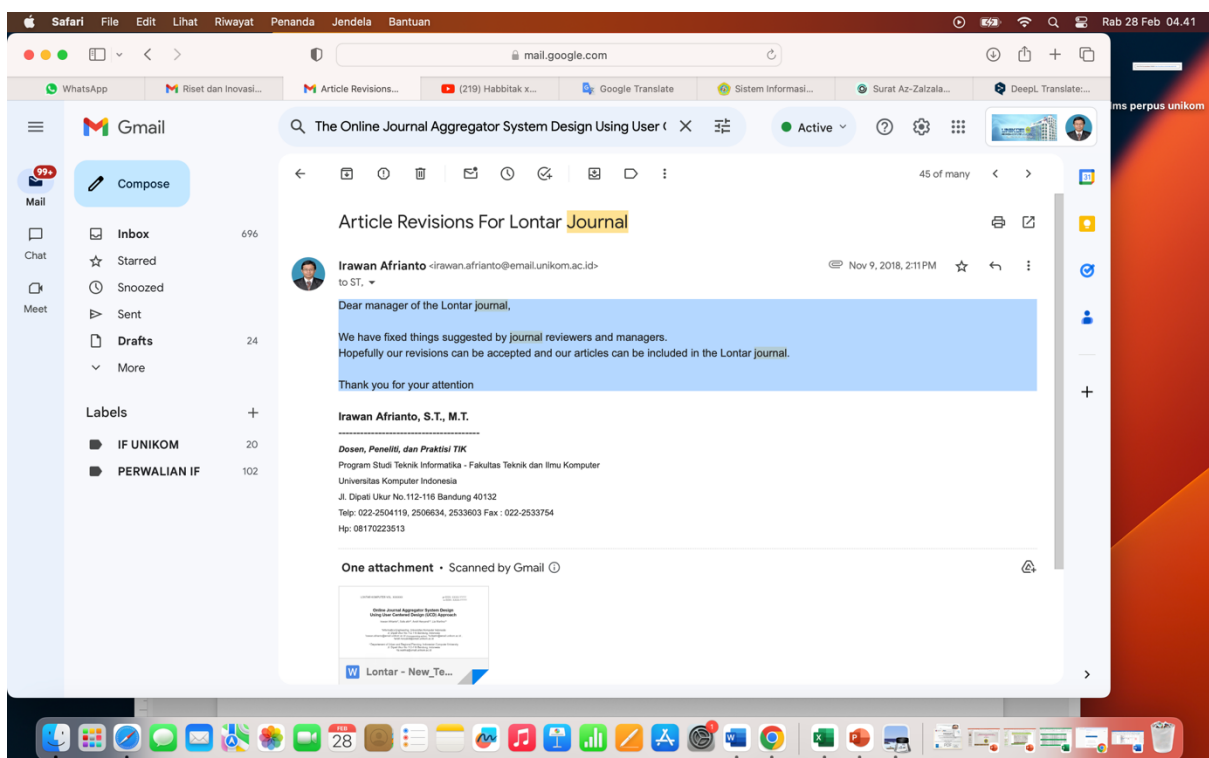 Safari File Edit Lihat Riwayat Penanda Jendela Bantuan
Rab 28 Feb 04.41
mail.google.com
WhatsApp
Riset dan Inovasi...
Article Revisions...
(219) Habbitak x...
Google Translate
Sistem Informasi...
Surat Az-Zalzala...
DeepL Translate:...
lms perpus unikom
Gmail
The Online Journal Aggregator System Design Using User
Active
99+
Mail
Chat
Meet
Compose
Inbox 696
Starred
Snoozed
Sent
Drafts 24
More
Labels
IF UNIKOM 20
PERWALIAN IF 102
45 of many
31
Article Revisions For Lontar Journal
Irawan Afrianto <irawan.afrianto@email.unikom.ac.id>
Nov 9, 2018, 2:11 PM
to ST,
Dear manager of the Lontar journal,
We have fixed things suggested by journal reviewers and managers.
Hopefully our revisions can be accepted and our articles can be included in the Lontar journal.
Thank you for your attention
Irawan Afrianto, S.T., M.T.
----------------------------------------
Dosen, Peneliti, dan Praktisi TIK
Program Studi Teknik Informatika - Fakultas Teknik dan Ilmu Komputer
Universitas Komputer Indonesia
Jl. Dipati Ukur No.112-116 Bandung 40132
Telp: 022-2504119, 2506634, 2533603 Fax : 022-2533754
Hp: 08170223513
One attachment • Scanned by Gmail
Online Journal Aggregator System Design
Using User Centered Design (UCD) Approach
W Lontar - New_Te...
FEB
28
1